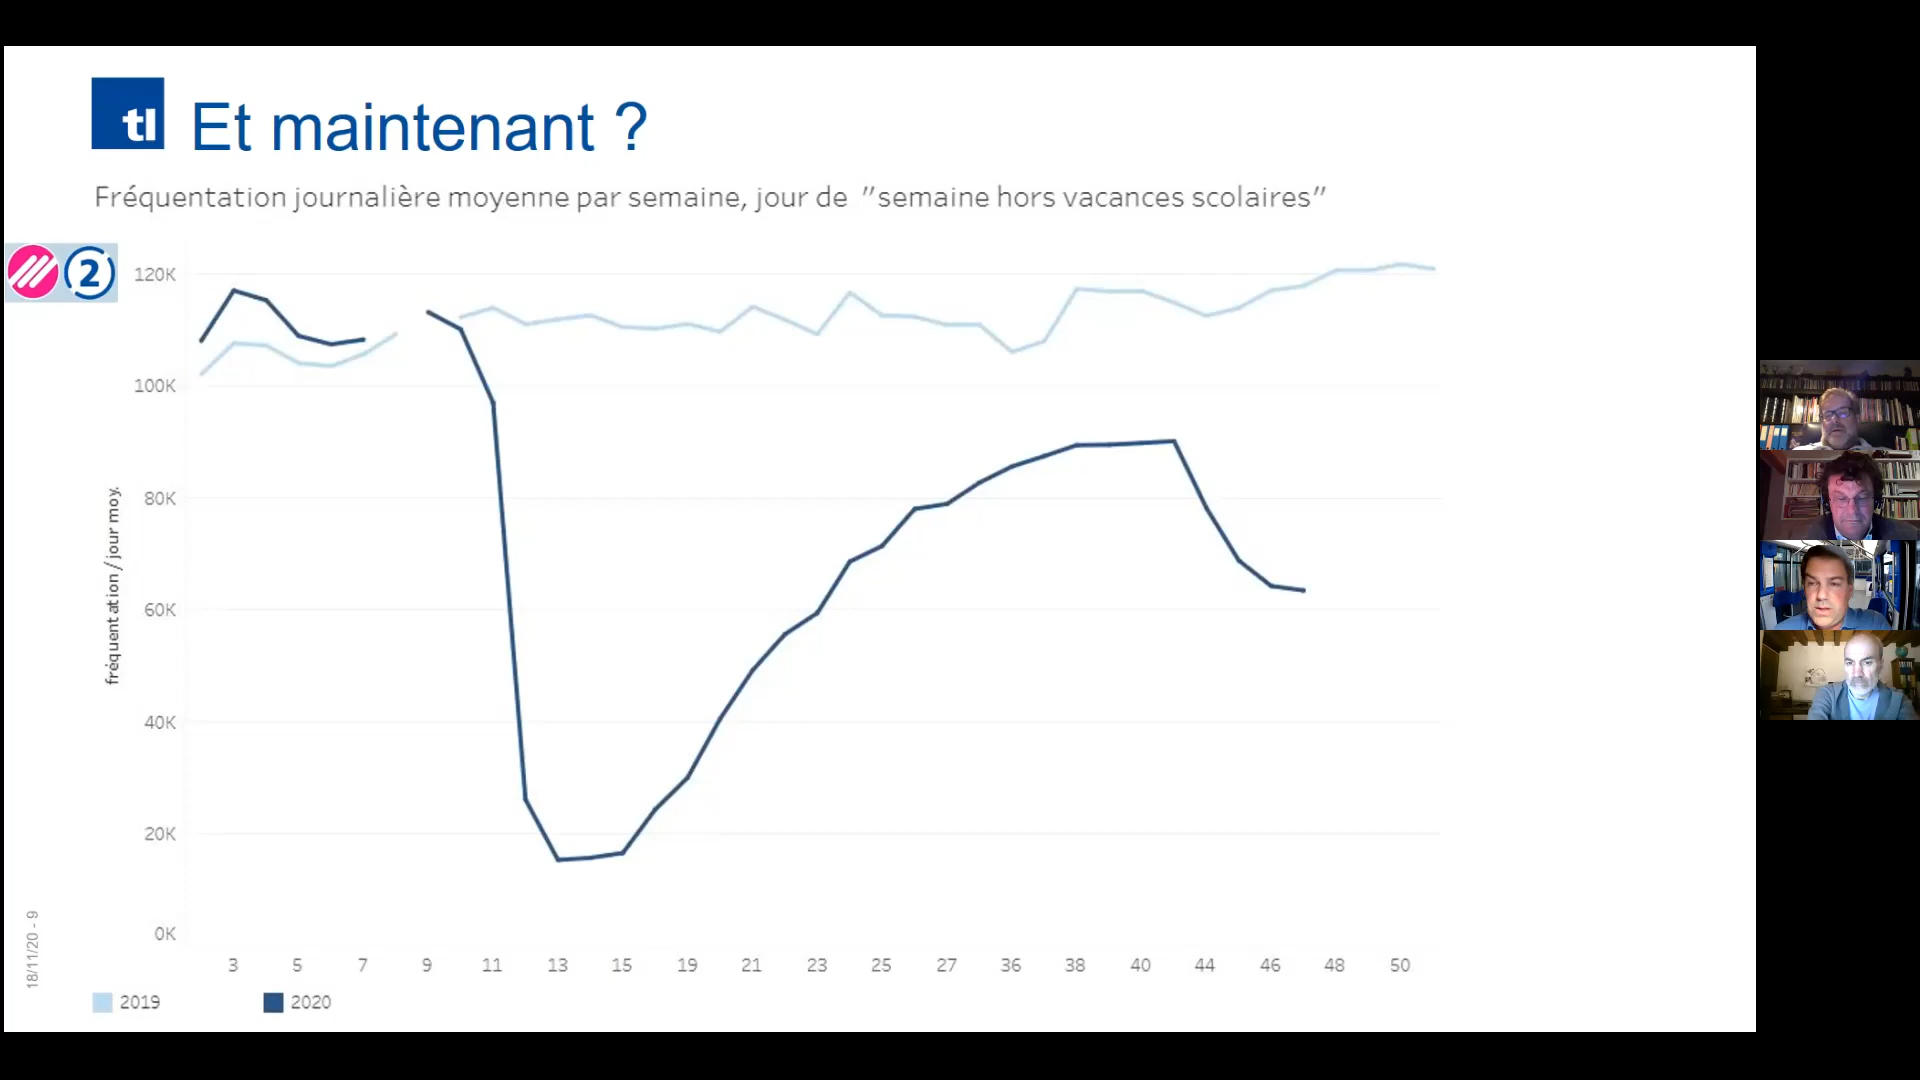 tl
Et maintenant ?
Fréquentation journalière moyenne par semaine, jour de "semaine hors vacances scolaires"
2
120K
100K
80K
60K
40K
20K
0K
fréquentation / jour moy.
3 5 7 9 11 13 15 19 21 23 25 27 36 38 40 44 46 48 50
2019 2020
18/11/20 - 9